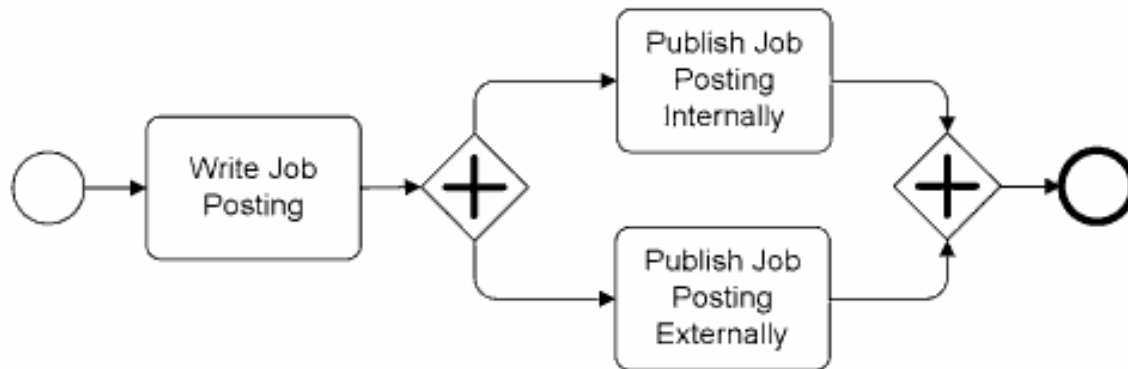 Write Job
Posting
Publish Job
Posting
Internally
Publish Job
Posting
Externally